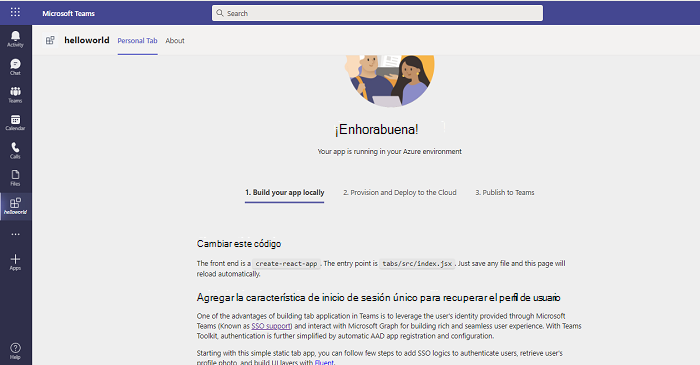 Microsoft Teams
Search
Activity
Chat
Teams
Calendar
Calls
Files
helloworld
...
Apps
Help
helloworld Personal Tab About
¡Enhorabuena!
Your app is running in your Azure environment
1. Build your app locally 2. Provision and Deploy to the Cloud 3. Publish to Teams
Cambiar este código
The front end is a create-react-app. The entry point is tabs/src/index.jsx. Just save any file and this page will
reload automatically.
Agregar la característica de inicio de sesión único para recuperar el perfil de usuario
One of the advantages of building tab application in Teams is to leverage the user's identity provided through Microsoft
Teams (Known as SSO support) and interact with Microsoft Graph for building rich and seamless user experience. With Teams
Toolkit, authentication is further simplified by automatic AAD app registration and configuration.
Starting with this simple static tab app, you can follow few steps to add SSO logics to authenticate users, retrieve user's
profile photo, and build UI layers with Fluent.